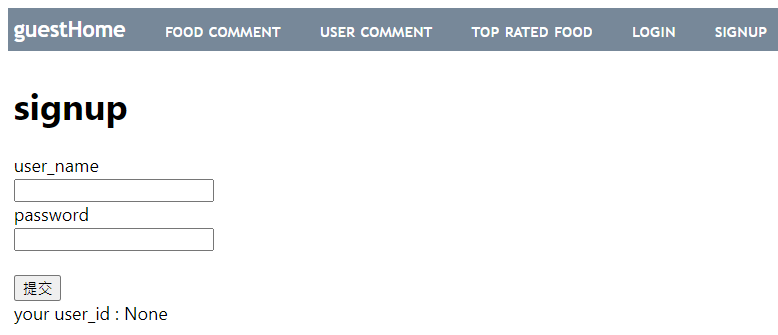 guestHome FOOD COMMENT USER COMMENT TOP RATED FOOD LOGIN SIGNUP
signup
user_name
password
提交
your user_id : None